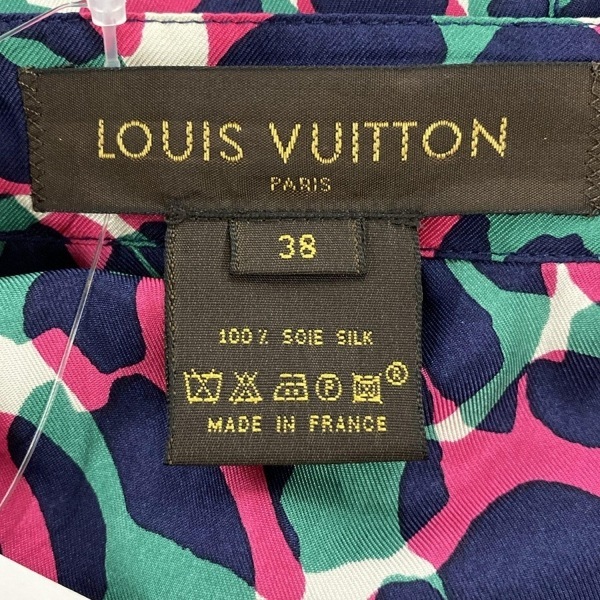 LOUIS VUITTON
PARIS
38
100% SOIE SILK
P ®
MADE IN FRANCE